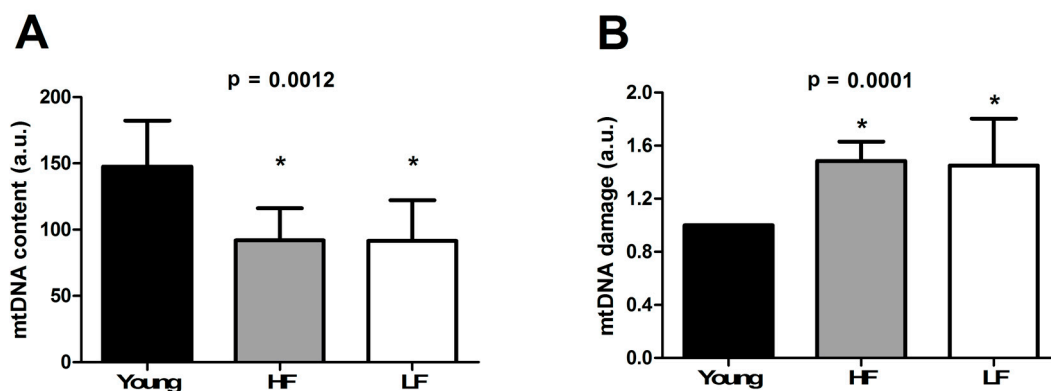 A
p = 0.0012
mtDNA content (a.u.)
200
150
100
50
0
*
*
Young
HF
LF
B
p = 0.0001
mtDNA damage (a.u.)
2.0
1.6
1.2
0.8
0.4
0.0
*
*
Young
HF
LF